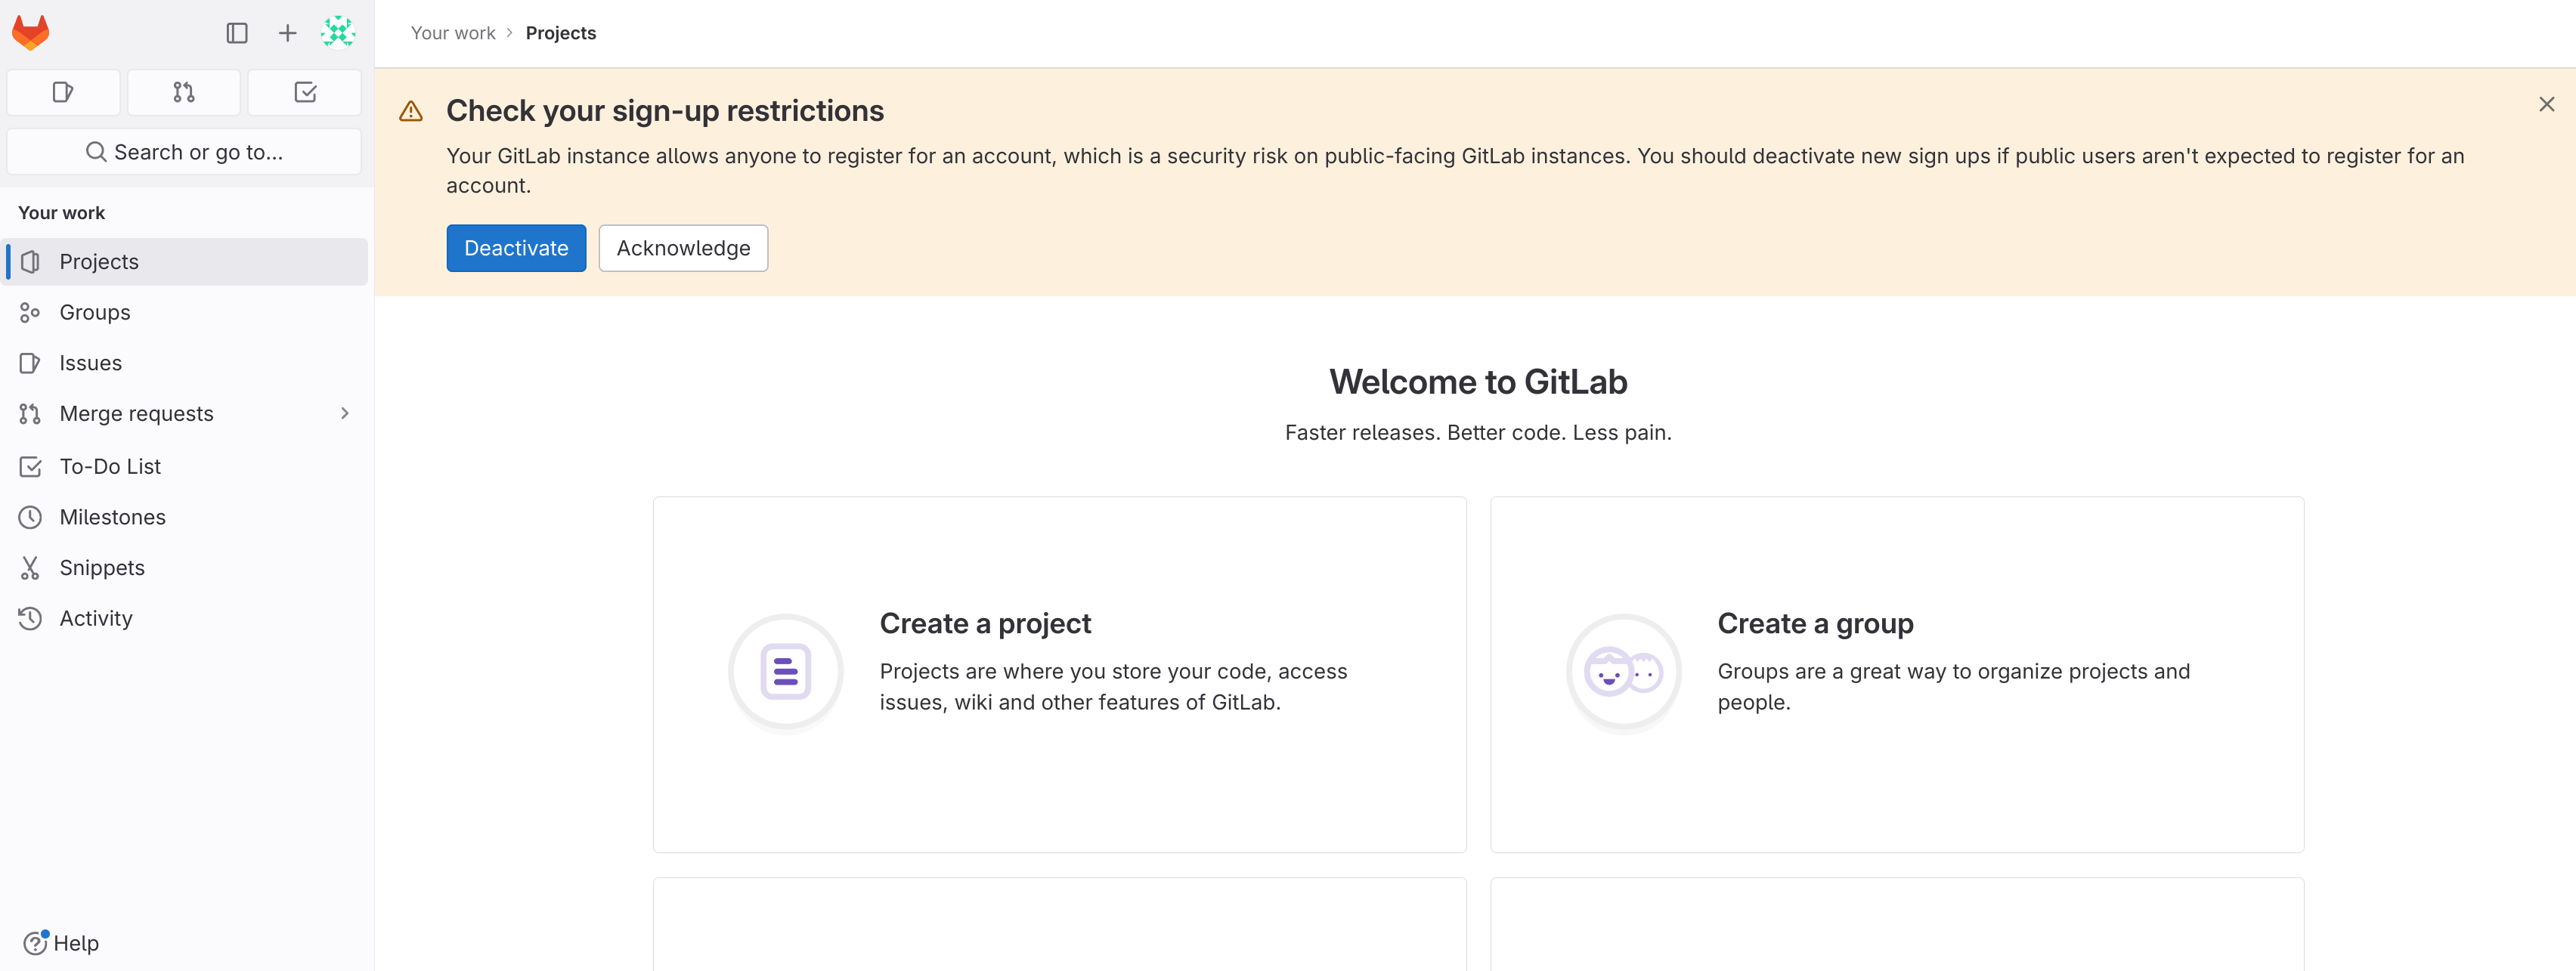 Your work > Projects
Search or go to...
Your work
Projects
Groups
Issues
Merge requests
To-Do List
Milestones
Snippets
Activity
Help
Check your sign-up restrictions
Your GitLab instance allows anyone to register for an account, which is a security risk on public-facing GitLab instances. You should deactivate new sign ups if public users aren't expected to register for an
account.
Deactivate Acknowledge
Welcome to GitLab
Faster releases. Better code. Less pain.
Create a project
Projects are where you store your code, access
issues, wiki and other features of GitLab.
Create a group
Groups are a great way to organize projects and
people.